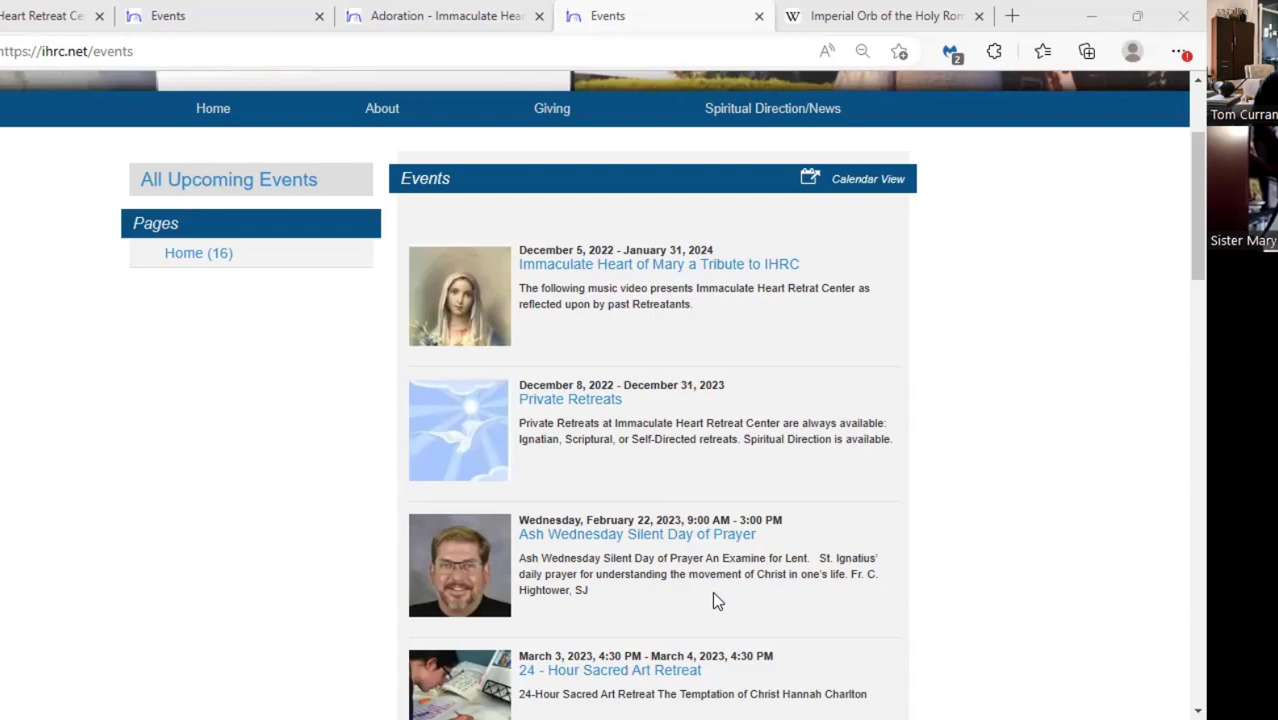 Heart Retreat Ce
Events
Adoration - Immaculate Hea
Events
W Imperial Orb of the Holy Ro
https://ihrc.net/events
2
Home
About
Giving
Spiritual Direction/News
Tom Curran
Sister Mary
All Upcoming Events
Pages
Home (16)
Events
Calendar View
December 5, 2022 - January 31, 2024
Immaculate Heart of Mary a Tribute to IHRC
The following music video presents Immaculate Heart Retrat Center as
reflected upon by past Retreatants.
December 8, 2022 - December 31, 2023
Private Retreats
Private Retreats at Immaculate Heart Retreat Center are always available:
Ignatian, Scriptural, or Self-Directed retreats. Spiritual Direction is available.
Wednesday, February 22, 2023, 9:00 AM - 3:00 PM
Ash Wednesday Silent Day of Prayer
Ash Wednesday Silent Day of Prayer An Examine for Lent. St. Ignatius'
daily prayer for understanding the movement of Christ in one's life. Fr. C.
Hightower, SJ
March 3, 2023, 4:30 PM - March 4, 2023, 4:30 PM
24 - Hour Sacred Art Retreat
24-Hour Sacred Art Retreat The Temptation of Christ Hannah Charlton